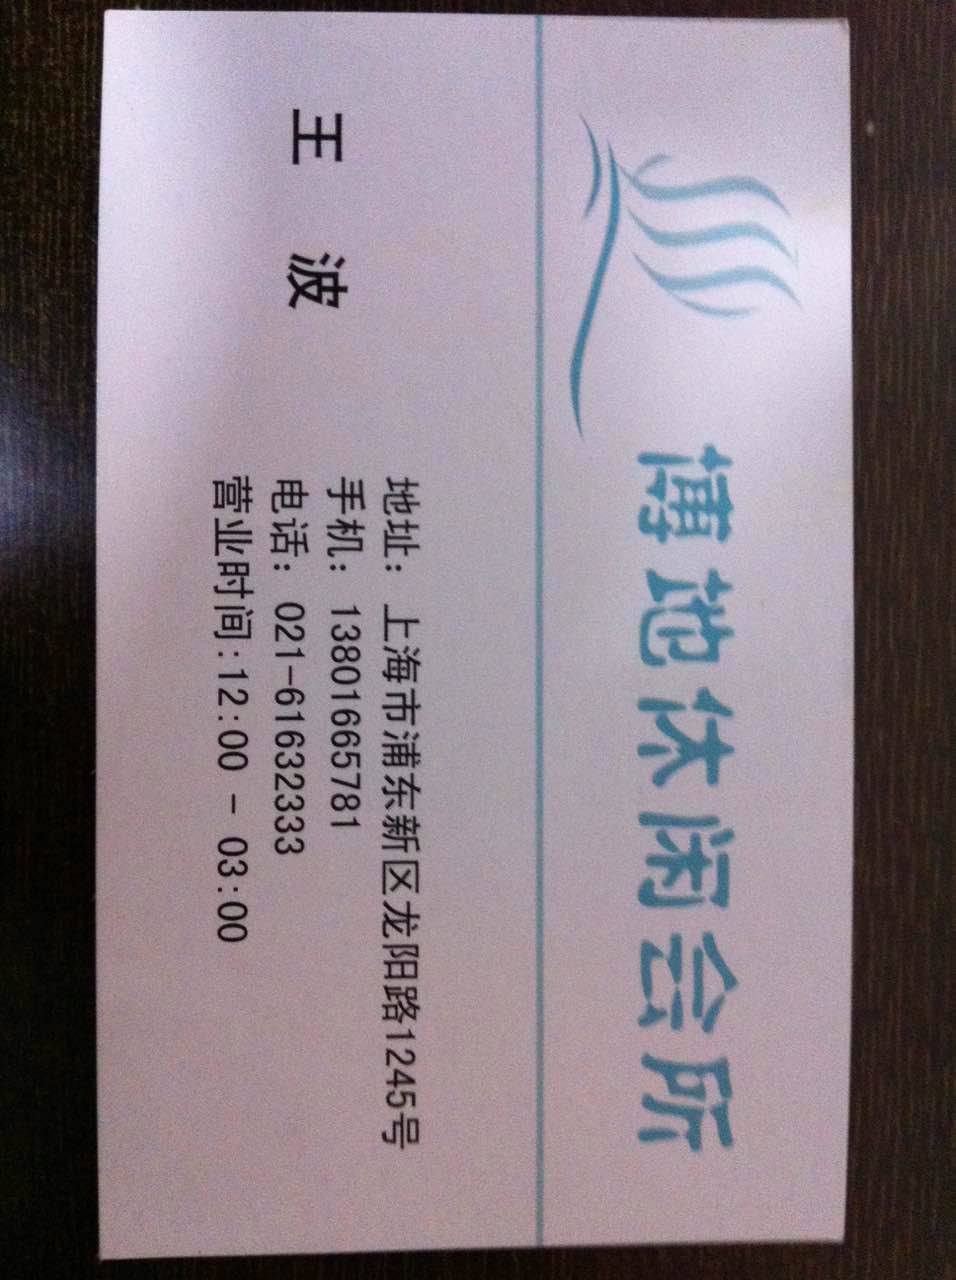 博地休闲会所
王 波
地址：上海市浦东新区龙阳路1245号
手机：13801665781
电话：021-61632333
营业时间:12:00 - 03:00